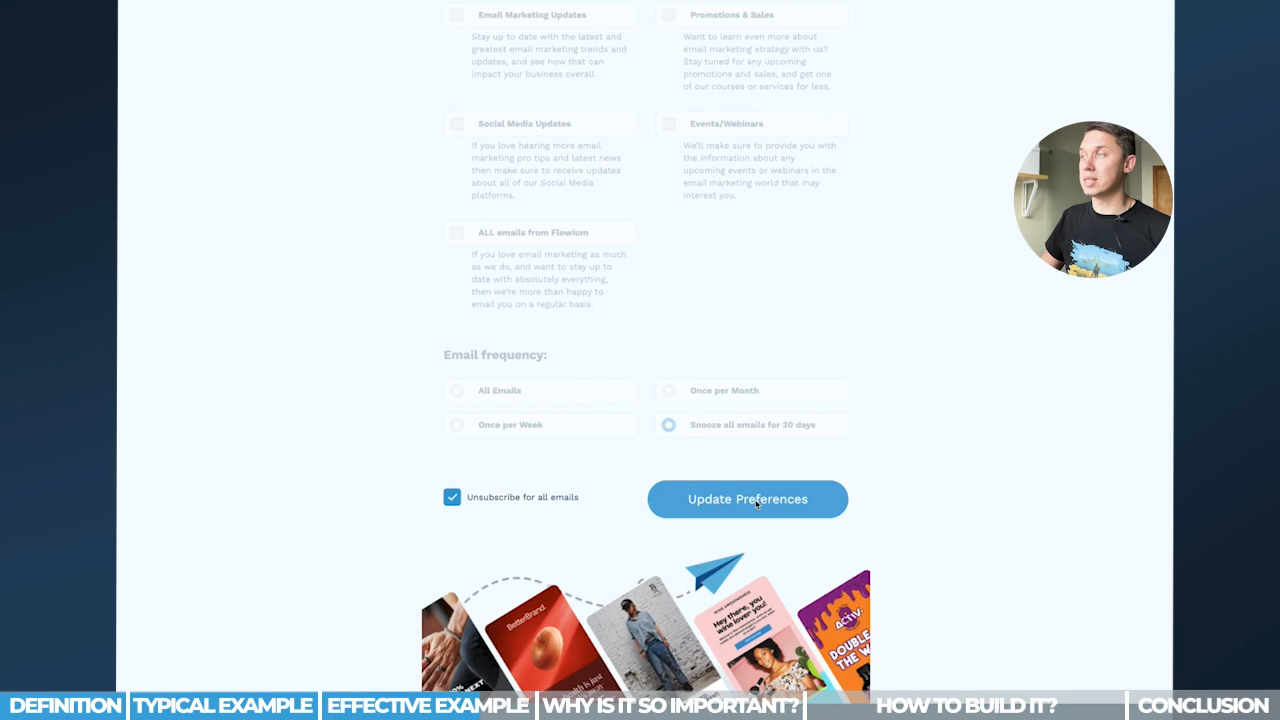 Email Marketing Updates
Stay up to date with the latest and
greatest email marketing trends and
updates, and see how that can
impact your business overall.
Promotions & Sales
Want to learn even more about
email marketing strategy with us?
Stay tuned for any upcoming
promotions and sales, and get one
of our courses or services for less.
Social Media Updates
If you love hearing more email
marketing pro tips and latest news
then make sure to receive updates
about all of our Social Media
platforms.
Events/Webinars
We'll make sure to provide you with
the information about any
upcoming events or webinars in the
email marketing world that may
interest you.
ALL emails from Flowium
If you love email marketing as much
as we do, and want to stay up to
date with absolutely everything,
then we're more than happy to
email you on a regular basis.
Email frequency:
All Emails
Once per Month
Once per Week
Snooze all emails for 30 days
Unsubscribe for all emails
Update Preferences
BetterBrand.
health is just
Hey there, you
wine lover you!
ACTIV
DOUBLE
THE W
NEXT
DEFINITION
TYPICAL EXAMPLE
EFFECTIVE EXAMPLE
WHY IS IT SO IMPORTANT?
HOW TO BUILD IT?
CONCLUSION